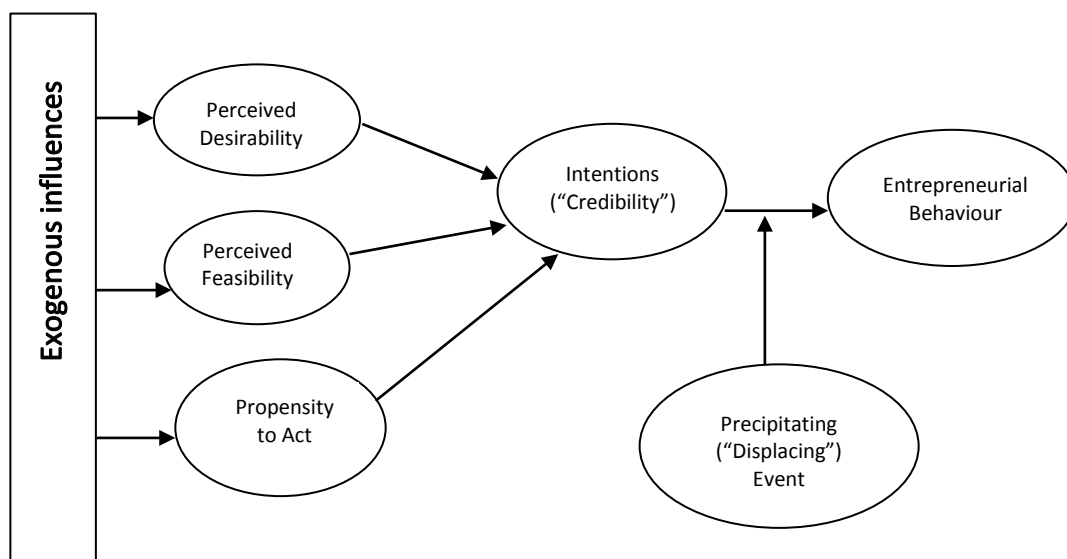 Exogenous influences
Perceived
Desirability
Perceived
Feasibility
Propensity
to Act
Intentions
(“Credibility”)
Entrepreneurial
Behaviour
Precipitating
(“Displacing”)
Event